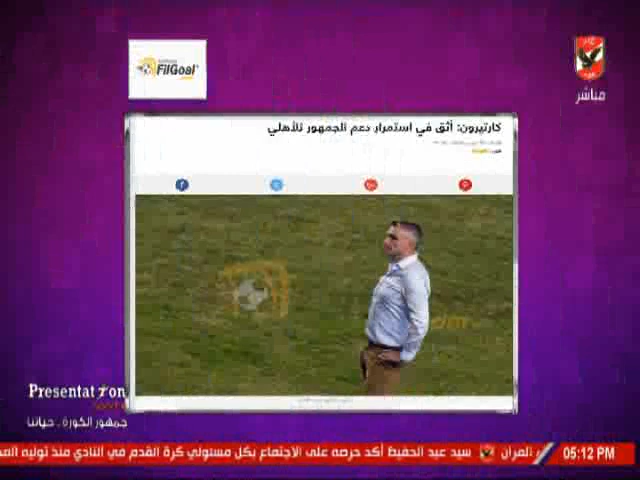 FilGoal
مباشر
كارتيرون: أثق في استمرار دعم الجمهور للأهلي
Presentation
جمهور الكورة .. حياتنا
المران سيد عبد الحفيظ أكد حرصه على الاجتماع بكل مسئولي كرة القدم في النادي منذ توليه
05:12 PM